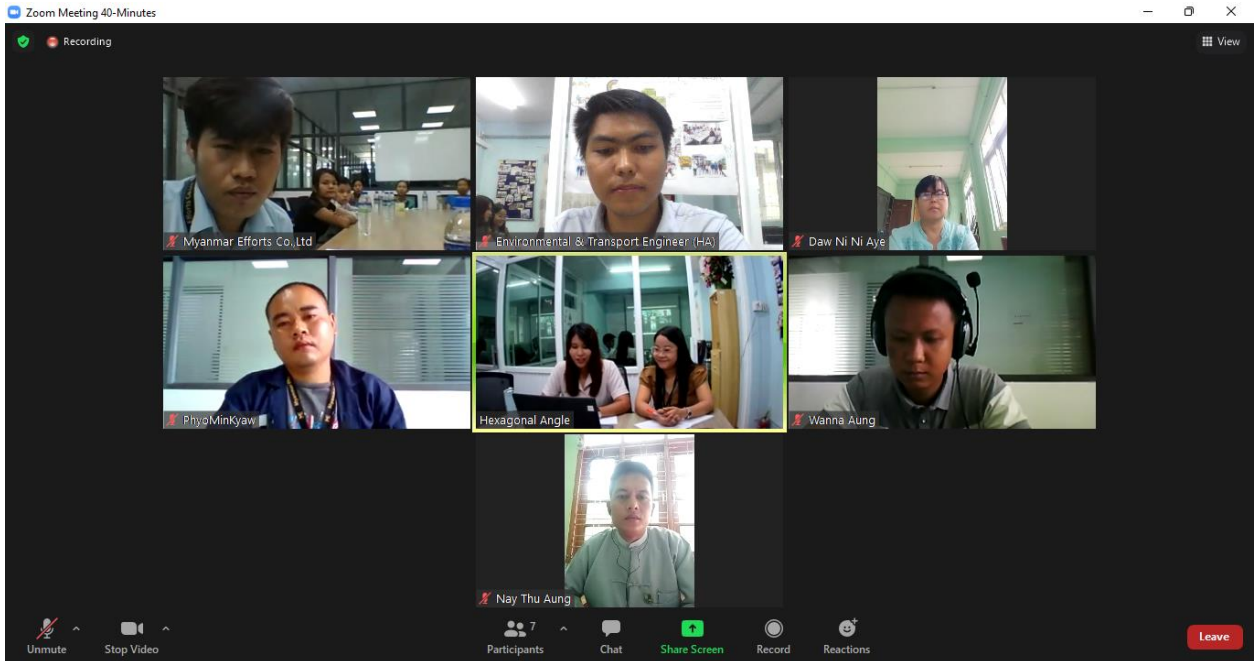 Zoom Meeting 40-Minutes
Recording
View
Myanmar Efforts Co.,Ltd
Environmental & Transport Engineer (HA)
Daw Ni Ni Aye
PhyoMinKyaw
Hexagonal Angle
Wanna Aung
Nay Thu Aung
Unmute
Stop Video
7
Participants
Chat
Share Screen
Record
Reactions
Leave